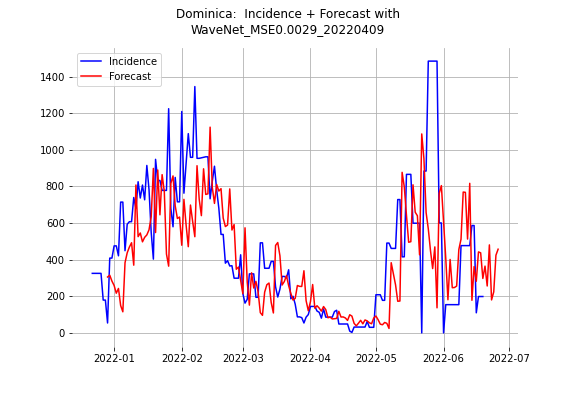 Dominica:  Incidence + Forecast with
WaveNet_MSE0.0029_20220409
Incidence
Forecast
1400
1200
1000
800
600
400
200
0
2022-01 2022-02 2022-03 2022-04 2022-05 2022-06 2022-07